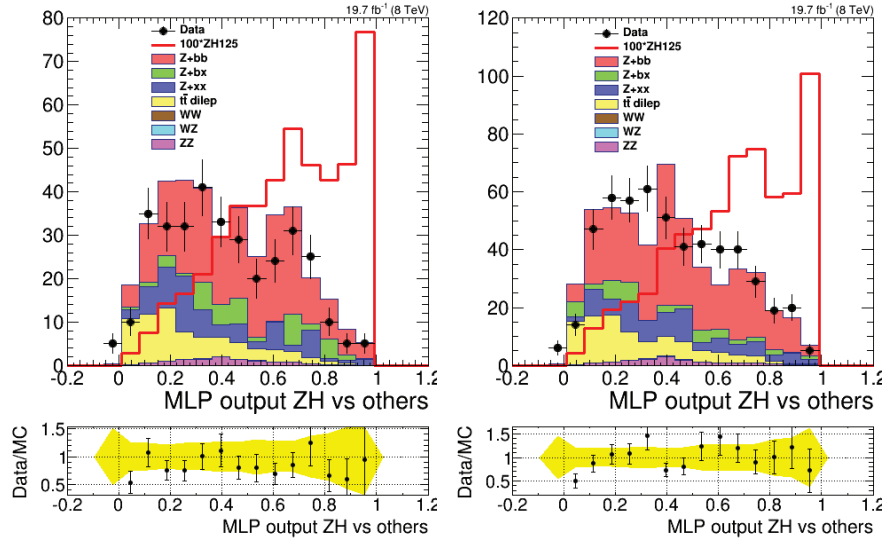 19.7 fb⁻¹ (8 TeV)
80
70
60
50
40
30
20
10
0
Data
100*ZH125
Z+bb
Z+bx
Z+xx
tt̄ dilep
WW
WZ
ZZ
-0.2 0 0.2 0.4 0.6 0.8 1 1.2
MLP output ZH vs others
Data/MC
1.5
1
0.5
-0.2 0 0.2 0.4 0.6 0.8 1 1.2
MLP output ZH vs others
19.7 fb⁻¹ (8 TeV)
120
100
80
60
40
20
0
Data
100*ZH125
Z+bb
Z+bx
Z+xx
tt̄ dilep
WW
WZ
ZZ
-0.2 0 0.2 0.4 0.6 0.8 1 1.2
MLP output ZH vs others
Data/MC
1.5
1
0.5
-0.2 0 0.2 0.4 0.6 0.8 1 1.2
MLP output ZH vs others